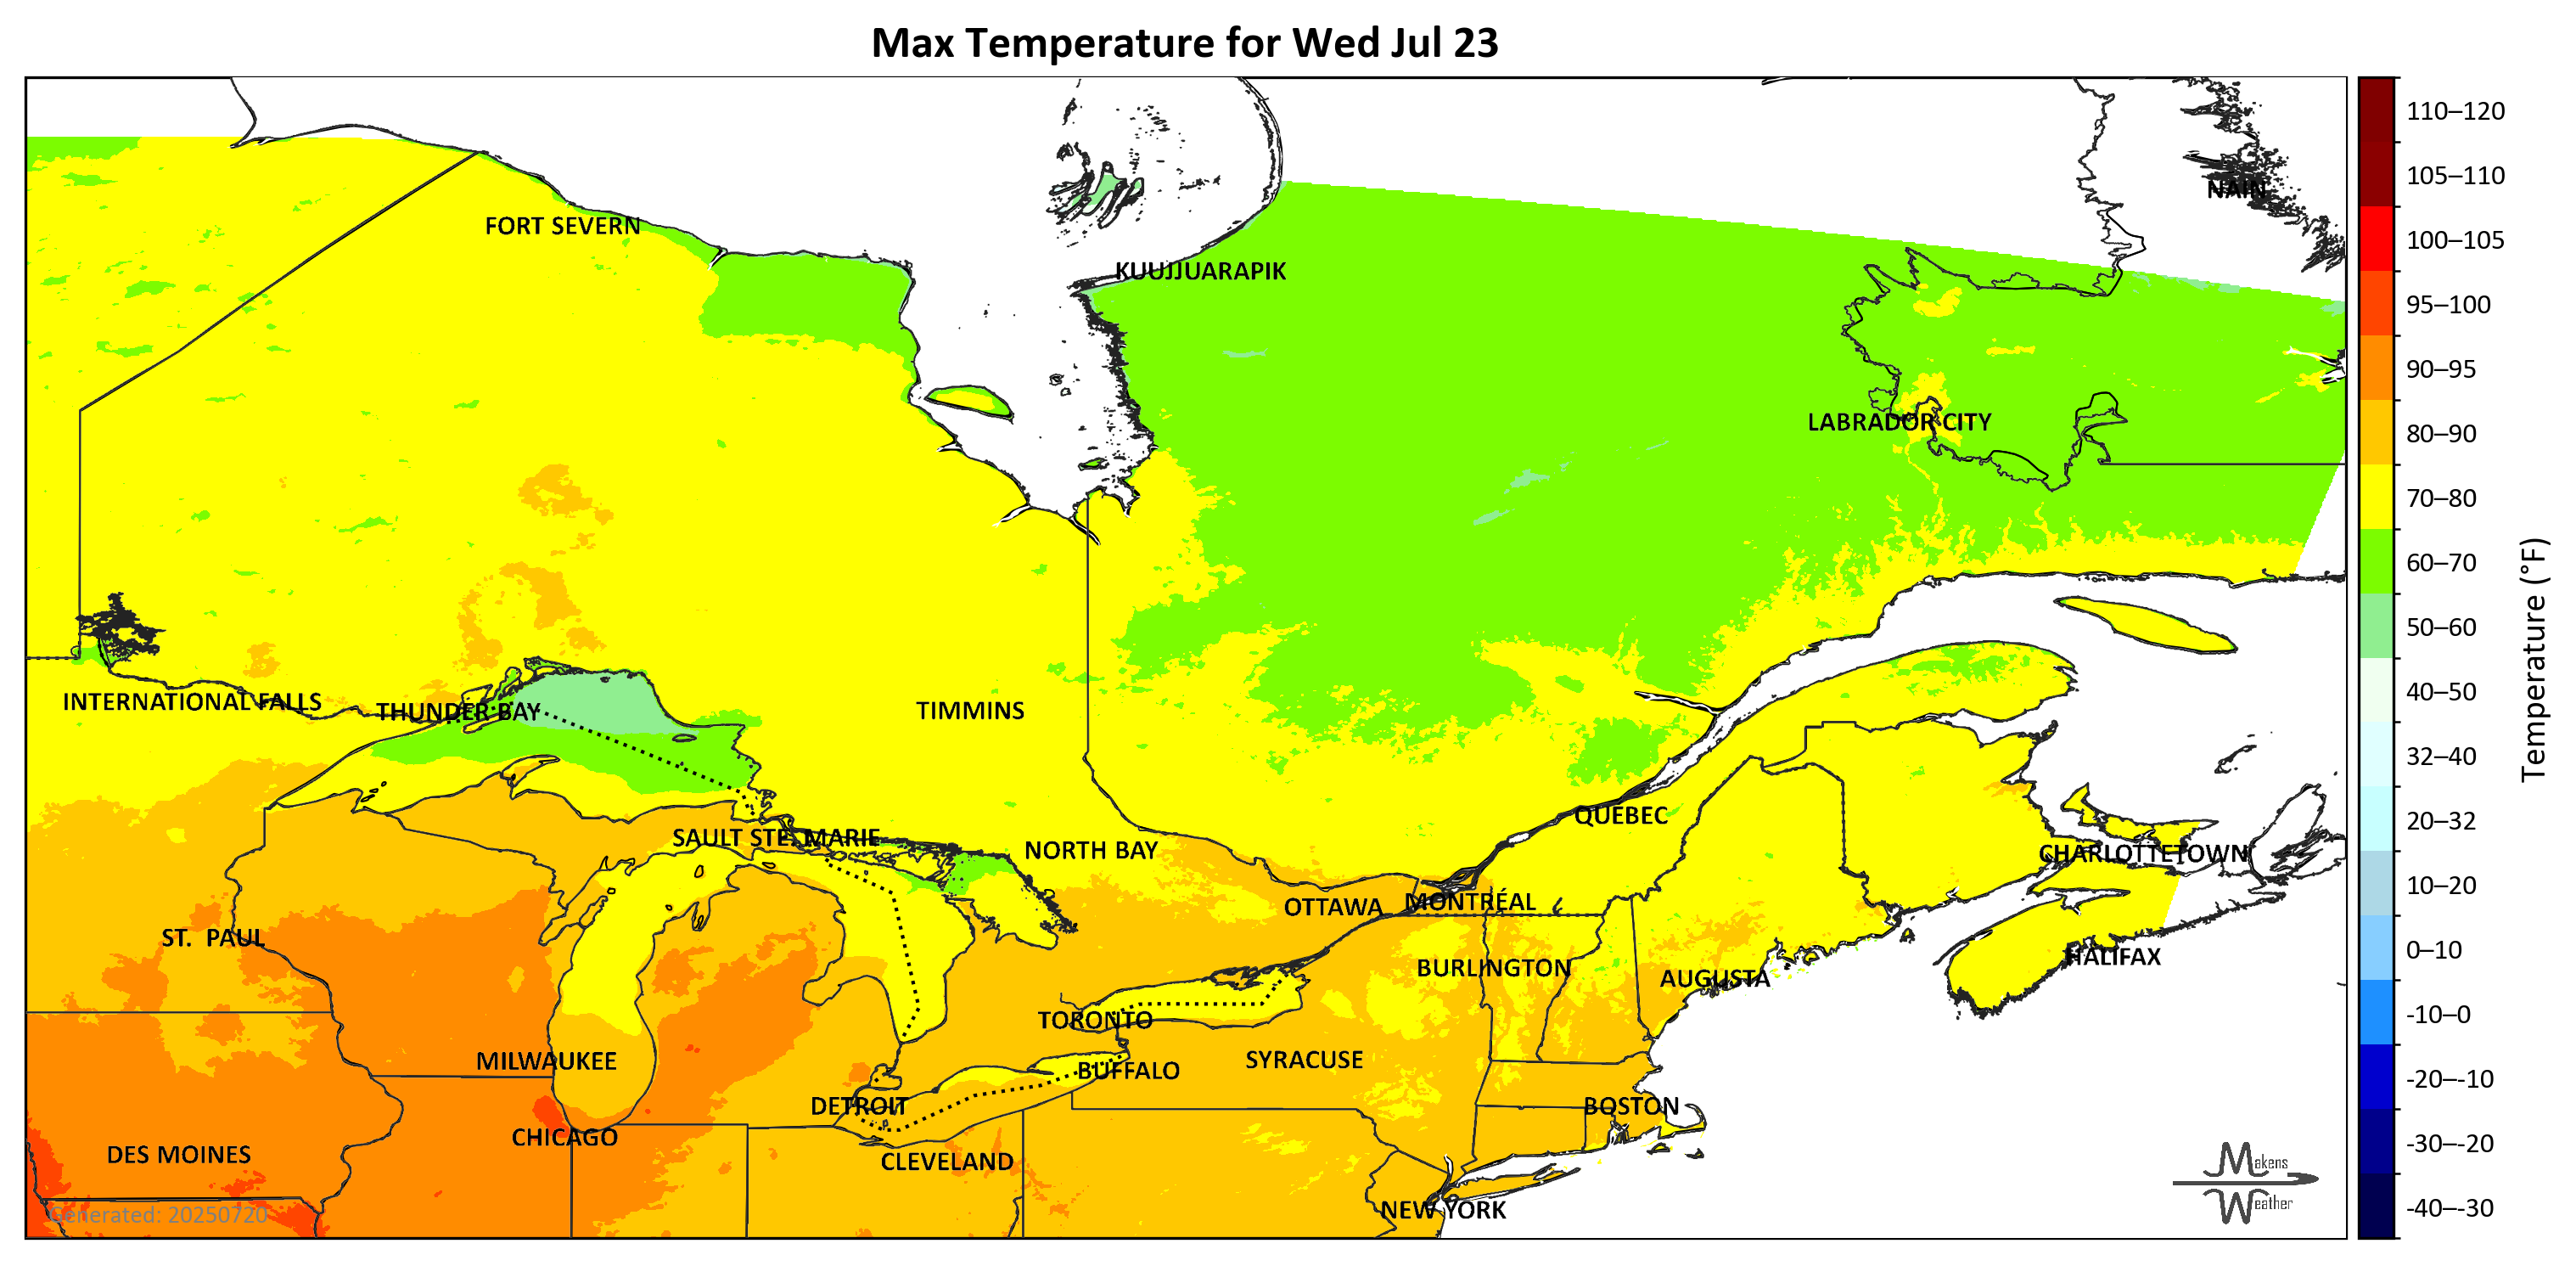 Max Temperature for Wed Jul 23
110–120
105–110
NAIN
FORT SEVERN
100–105
KUUJJUARAPIK
95–100
90–95
LABRADOR CITY
80–90
70–80
60–70
Temperature (°F)
50–60
INTERNATIONAL FALLS
THUNDER BAY
TIMMINS
40–50
32–40
QUEBEC
20–32
SAULT STE. MARIE
NORTH BAY
CHARLOTTETOWN
10–20
OTTAWA
MONTRÉAL
ST. PAUL
0–10
HALIFAX
BURLINGTON
AUGUSTA
TORONTO
-10–0
MILWAUKEE
SYRACUSE
BUFFALO
-20–-10
DETROIT
BOSTON
CHICAGO
-30–-20
DES MOINES
CLEVELAND
Makens
Weather
NEW YORK
-40–-30
Generated: 20250720